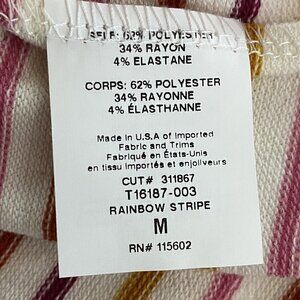 SELF: 62% POLYESTER
34% RAYON
4% ELASTANE
CORPS: 62% POLYESTER
34% RAYONNE
4% ÉLASTHANNE
Made in U.S.A of Imported
Fabric and Trims
Fabriqué en États-Unis
en tissu importés et enjoliveurs
CUT# 311867
T16187-003
RAINBOW STRIPE
M
RN# 115602